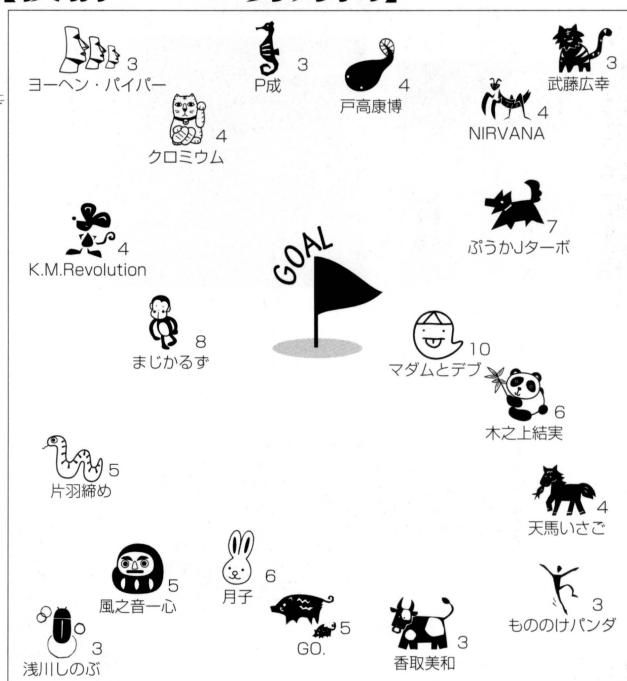 3
ヨーヘン・パイパー
3
P成
4
戸高康博
3
武藤広幸
4
NIRVANA
4
クロミウム
7
ぷうかJターボ
4
K.M.Revolution
GOAL
8
まじかるず
10
マダムとデブ
6
木之上結実
5
片羽締め
4
天馬いさご
5
風之音一心
6
月子
5
GO.
3
香取美和
3
もののけパンダ
3
浅川しのぶ